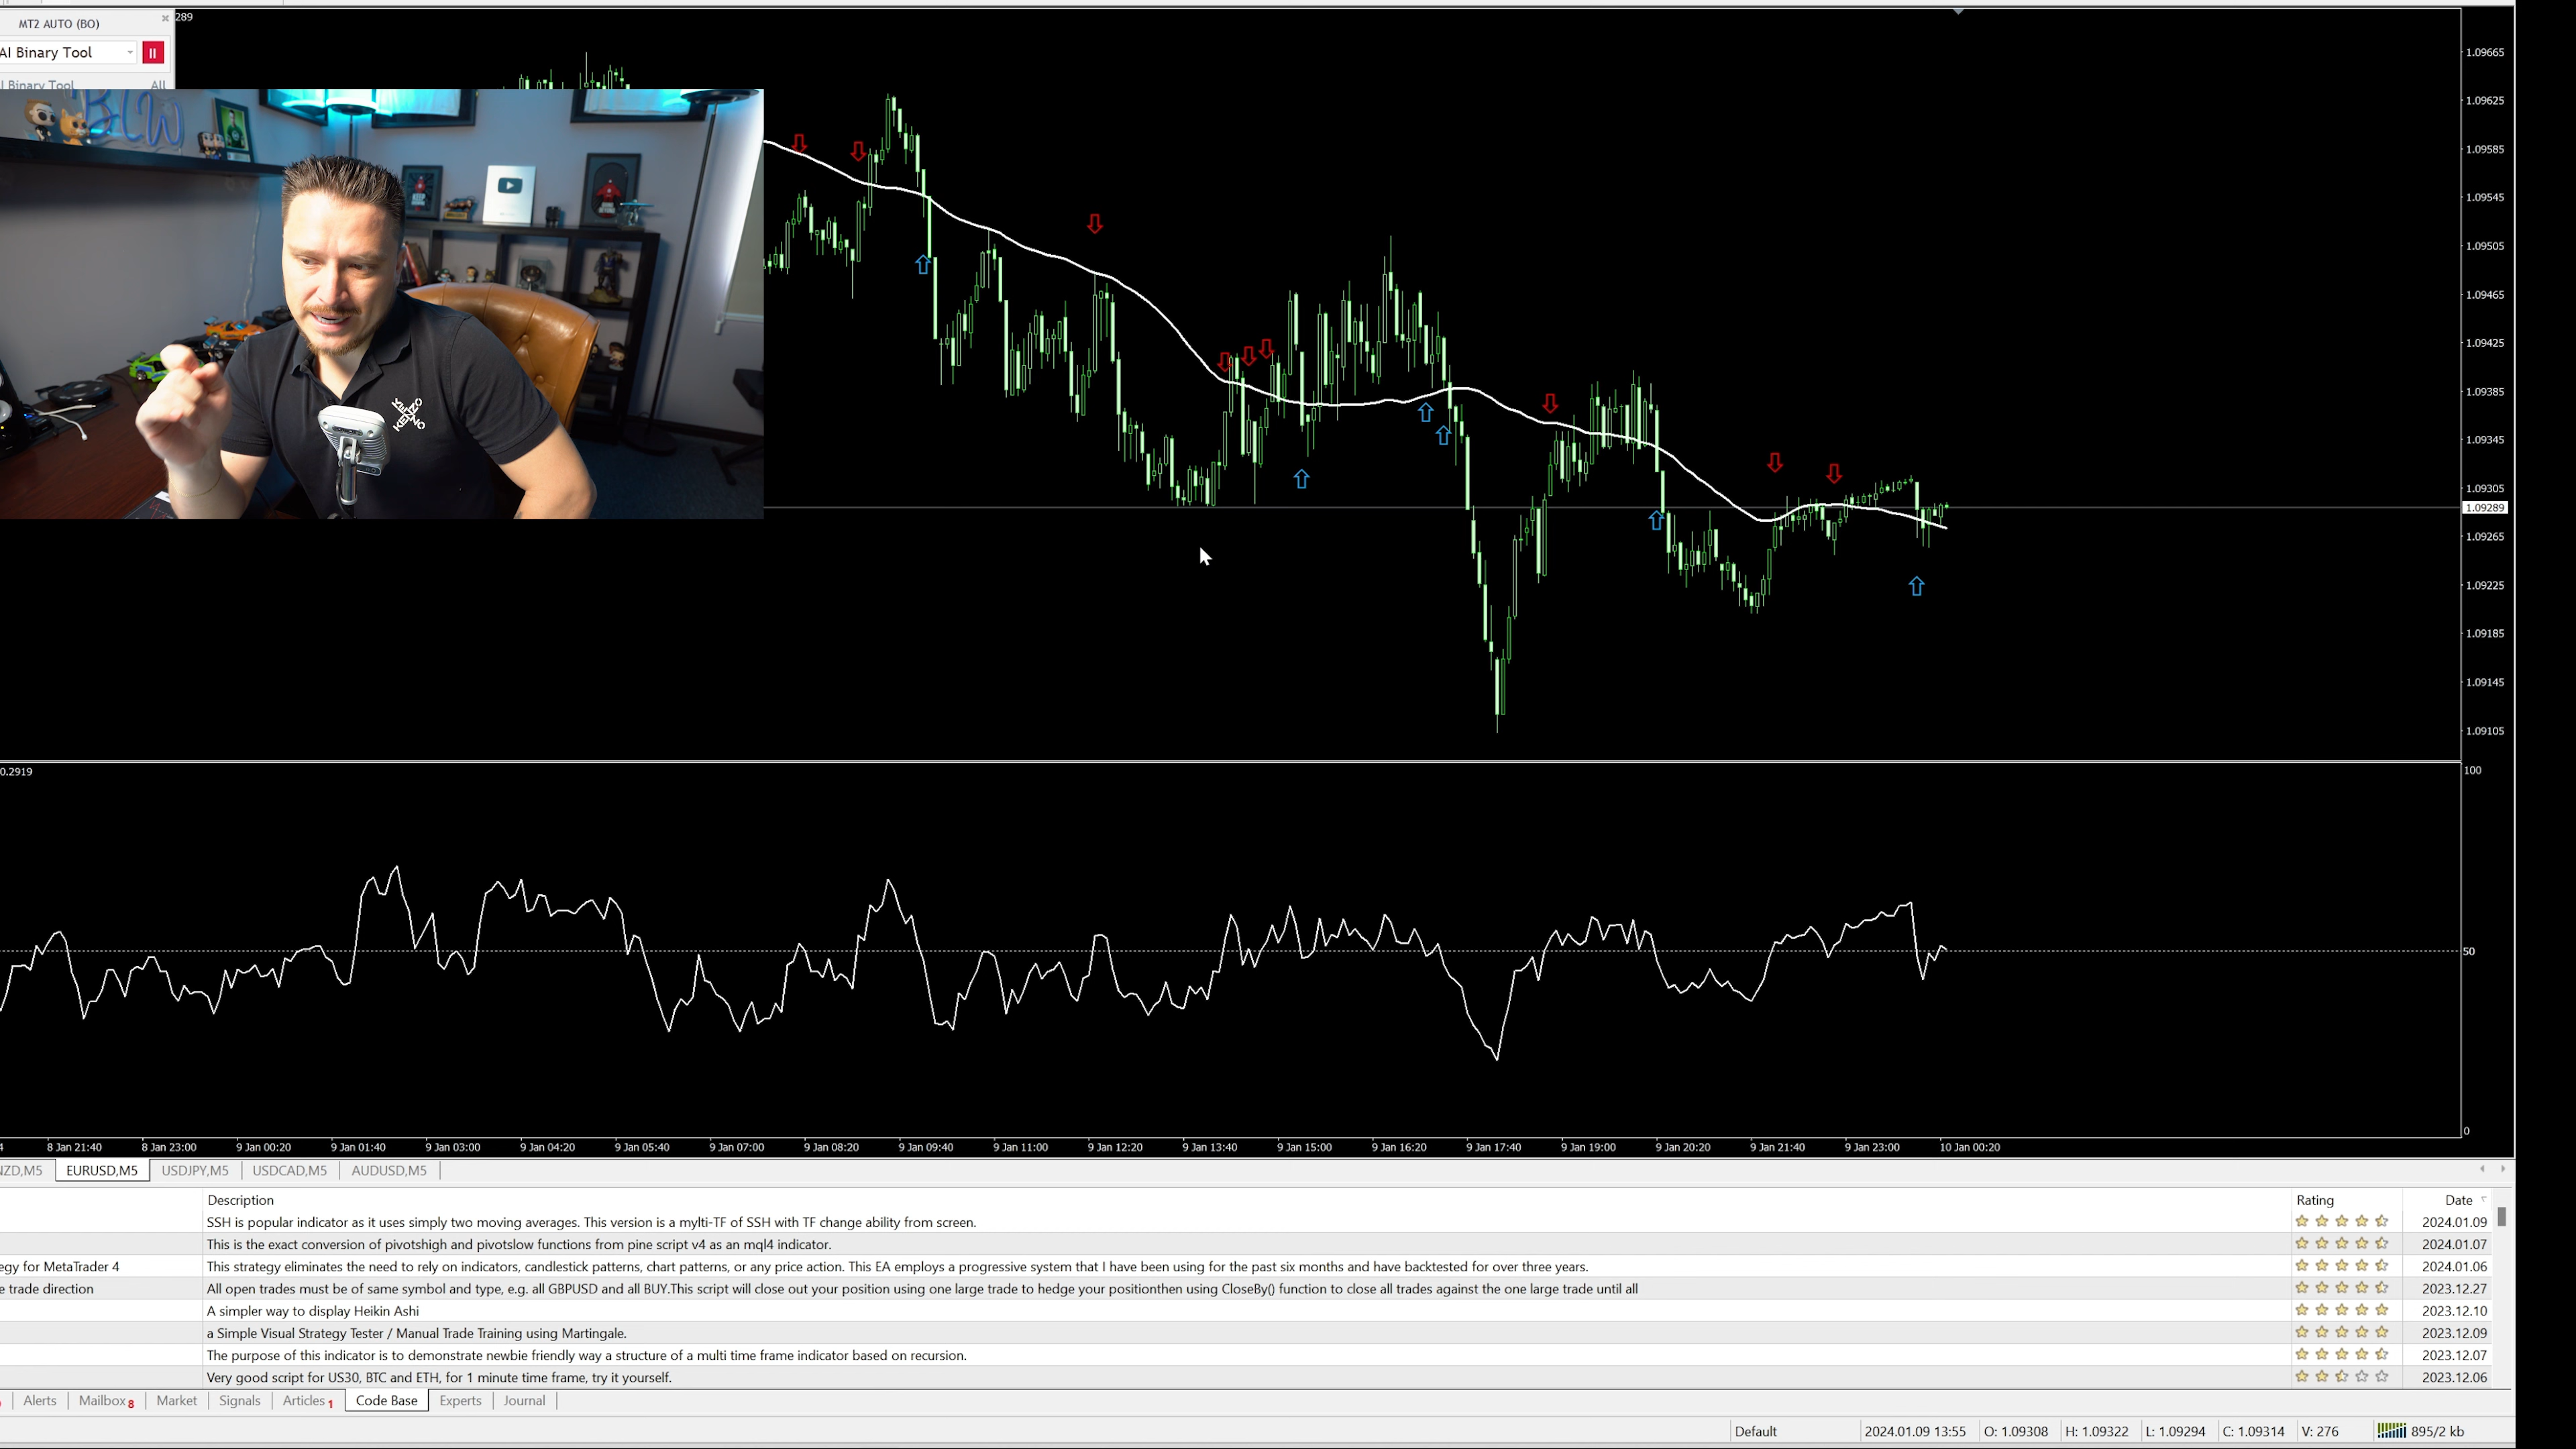 MT2 AUTO (BO)
289
AI Binary Tool
Binary Tool All
BLW
KENZO
KENZO
1.09665
1.09625
1.09585
1.09545
1.09505
1.09465
1.09425
1.09385
1.09345
1.09305
1.09289
1.09265
1.09225
1.09185
1.09145
1.09105
0.2919
100
50
0
4 8 Jan 21:40 8 Jan 23:00 9 Jan 00:20 9 Jan 01:40 9 Jan 03:00 9 Jan 04:20 9 Jan 05:40 9 Jan 07:00 9 Jan 08:20 9 Jan 09:40 9 Jan 11:00 9 Jan 12:20 9 Jan 13:40 9 Jan 15:00 9 Jan 16:20 9 Jan 17:40 9 Jan 19:00 9 Jan 20:20 9 Jan 21:40 9 Jan 23:00 10 Jan 00:20
NZD,M5 EURUSD,M5 USDJPY,M5 USDCAD,M5 AUDUSD,M5
Description Rating Date
SSH is popular indicator as it uses simply two moving averages. This version is a mylti-TF of SSH with TF change ability from screen. 2024.01.09
This is the exact conversion of pivotshigh and pivotslow functions from pine script v4 as an mql4 indicator. 2024.01.07
egy for MetaTrader 4 This strategy eliminates the need to rely on indicators, candlestick patterns, chart patterns, or any price action. This EA employs a progressive system that I have been using for the past six months and have backtested for over three years. 2024.01.06
e trade direction All open trades must be of same symbol and type, e.g. all GBPUSD and all BUY.This script will close out your position using one large trade to hedge your positionthen using CloseBy() function to close all trades against the one large trade until all 2023.12.27
A simpler way to display Heikin Ashi 2023.12.10
a Simple Visual Strategy Tester / Manual Trade Training using Martingale. 2023.12.09
The purpose of this indicator is to demonstrate newbie friendly way a structure of a multi time frame indicator based on recursion. 2023.12.07
Very good script for US30, BTC and ETH, for 1 minute time frame, try it yourself. 2023.12.06
Alerts Mailbox 8 Market Signals Articles 1 Code Base Experts Journal
Default 2024.01.09 13:55 O: 1.09308 H: 1.09322 L: 1.09294 C: 1.09314 V: 276 895/2 kb